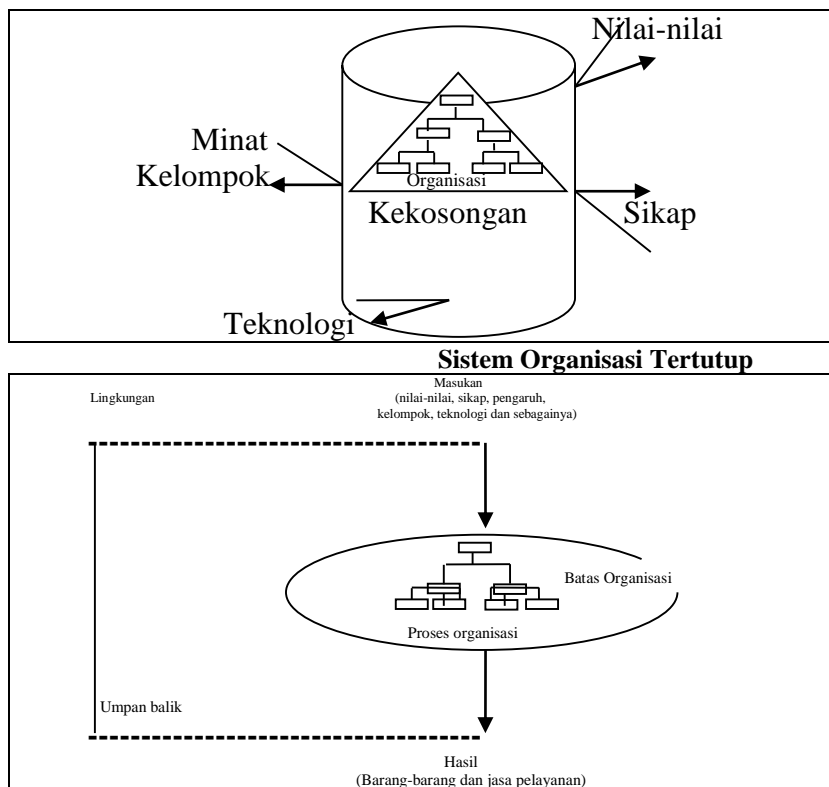 Nilai-nilai
Minat
Kelompok
Organisasi
Kekosongan
Sikap
Teknologi
Sistem Organisasi Tertutup
Lingkungan
Masukan
(nilai-nilai, sikap, pengaruh,
kelompok, teknologi dan sebagainya)
Batas Organisasi
Proses organisasi
Umpan balik
Hasil
(Barang-barang dan jasa pelayanan)